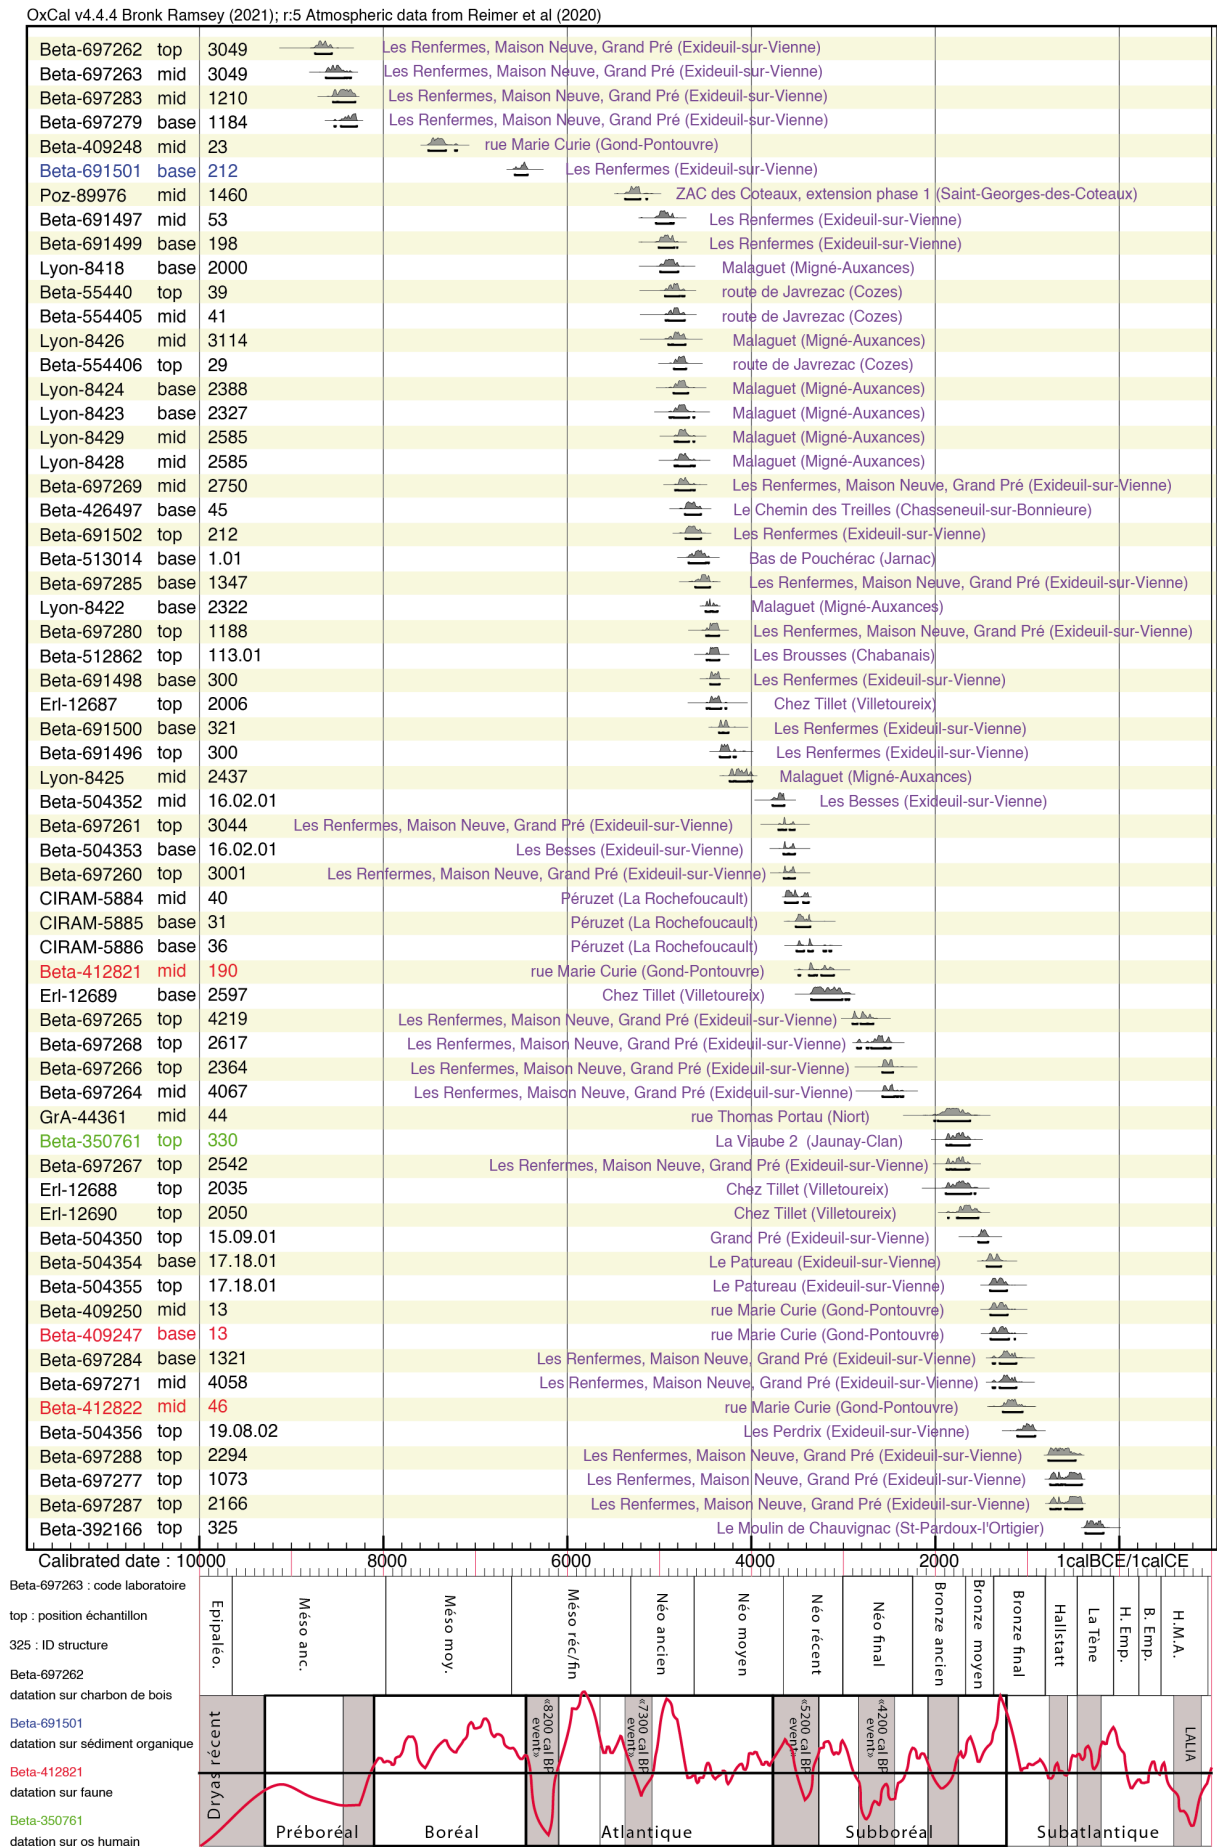 OxCal v4.4.4 Bronk Ramsey (2021); r:5 Atmospheric data from Reimer et al (2020)
Beta-697262 top 3049 Les Renfermes, Maison Neuve, Grand Pré (Exideuil-sur-Vienne)
Beta-697263 mid 3049 Les Renfermes, Maison Neuve, Grand Pré (Exideuil-sur-Vienne)
Beta-697283 mid 1210 Les Renfermes, Maison Neuve, Grand Pré (Exideuil-sur-Vienne)
Beta-697279 base 1184 Les Renfermes, Maison Neuve, Grand Pré (Exideuil-sur-Vienne)
Beta-409248 mid 23 rue Marie Curie (Gond-Pontouvre)
Beta-691501 base 212 Les Renfermes (Exideuil-sur-Vienne)
Poz-89976 mid 1460 ZAC des Coteaux, extension phase 1 (Saint-Georges-des-Coteaux)
Beta-691497 mid 53 Les Renfermes (Exideuil-sur-Vienne)
Beta-691499 base 198 Les Renfermes (Exideuil-sur-Vienne)
Lyon-8418 base 2000 Malaguet (Migné-Auxances)
Beta-55440 top 39 route de Javrezac (Cozes)
Beta-554405 mid 41 route de Javrezac (Cozes)
Lyon-8426 mid 3114 Malaguet (Migné-Auxances)
Beta-554406 top 29 route de Javrezac (Cozes)
Lyon-8424 base 2388 Malaguet (Migné-Auxances)
Lyon-8423 base 2327 Malaguet (Migné-Auxances)
Lyon-8429 mid 2585 Malaguet (Migné-Auxances)
Lyon-8428 mid 2585 Malaguet (Migné-Auxances)
Beta-697269 mid 2750 Les Renfermes, Maison Neuve, Grand Pré (Exideuil-sur-Vienne)
Beta-426497 base 45 Le Chemin des Treilles (Chasseneuil-sur-Bonnieure)
Beta-691502 top 212 Les Renfermes (Exideuil-sur-Vienne)
Beta-513014 base 1.01 Bas de Pouchérac (Jarnac)
Beta-697285 base 1347 Les Renfermes, Maison Neuve, Grand Pré (Exideuil-sur-Vienne)
Lyon-8422 base 2322 Malaguet (Migné-Auxances)
Beta-697280 top 1188 Les Renfermes, Maison Neuve, Grand Pré (Exideuil-sur-Vienne)
Beta-512862 top 113.01 Les Brousses (Chabanais)
Beta-691498 base 300 Les Renfermes (Exideuil-sur-Vienne)
Erl-12687 top 2006 Chez Tillet (Villetoureix)
Beta-691500 base 321 Les Renfermes (Exideuil-sur-Vienne)
Beta-691496 top 300 Les Renfermes (Exideuil-sur-Vienne)
Lyon-8425 mid 2437 Malaguet (Migné-Auxances)
Beta-504352 mid 16.02.01 Les Besses (Exideuil-sur-Vienne)
Beta-697261 top 3044 Les Renfermes, Maison Neuve, Grand Pré (Exideuil-sur-Vienne)
Beta-504353 base 16.02.01 Les Besses (Exideuil-sur-Vienne)
Beta-697260 top 3001 Les Renfermes, Maison Neuve, Grand Pré (Exideuil-sur-Vienne)
CIRAM-5884 mid 40 Péruzet (La Rochefoucault)
CIRAM-5885 base 31 Péruzet (La Rochefoucault)
CIRAM-5886 base 36 Péruzet (La Rochefoucault)
Beta-412821 mid 190 rue Marie Curie (Gond-Pontouvre)
Erl-12689 base 2597 Chez Tillet (Villetoureix)
Beta-697265 top 4219 Les Renfermes, Maison Neuve, Grand Pré (Exideuil-sur-Vienne)
Beta-697268 top 2617 Les Renfermes, Maison Neuve, Grand Pré (Exideuil-sur-Vienne)
Beta-697266 top 2364 Les Renfermes, Maison Neuve, Grand Pré (Exideuil-sur-Vienne)
Beta-697264 mid 4067 Les Renfermes, Maison Neuve, Grand Pré (Exideuil-sur-Vienne)
GrA-44361 mid 44 rue Thomas Portau (Niort)
Beta-350761 top 330 La Viaube 2 (Jaunay-Clan)
Beta-697267 top 2542 Les Renfermes, Maison Neuve, Grand Pré (Exideuil-sur-Vienne)
Erl-12688 top 2035 Chez Tillet (Villetoureix)
Erl-12690 top 2050 Chez Tillet (Villetoureix)
Beta-504350 top 15.09.01 Grand Pré (Exideuil-sur-Vienne)
Beta-504354 base 17.18.01 Le Patureau (Exideuil-sur-Vienne)
Beta-504355 top 17.18.01 Le Patureau (Exideuil-sur-Vienne)
Beta-409250 mid 13 rue Marie Curie (Gond-Pontouvre)
Beta-409247 base 13 rue Marie Curie (Gond-Pontouvre)
Beta-697284 base 1321 Les Renfermes, Maison Neuve, Grand Pré (Exideuil-sur-Vienne)
Beta-697271 mid 4058 Les Renfermes, Maison Neuve, Grand Pré (Exideuil-sur-Vienne)
Beta-412822 mid 46 rue Marie Curie (Gond-Pontouvre)
Beta-504356 top 19.08.02 Les Perdrix (Exideuil-sur-Vienne)
Beta-697288 top 2294 Les Renfermes, Maison Neuve, Grand Pré (Exideuil-sur-Vienne)
Beta-697277 top 1073 Les Renfermes, Maison Neuve, Grand Pré (Exideuil-sur-Vienne)
Beta-697287 top 2166 Les Renfermes, Maison Neuve, Grand Pré (Exideuil-sur-Vienne)
Beta-392166 top 325 Le Moulin de Chauvignac (St-Pardoux-l'Ortigier)
Calibrated date : 10000 8000 6000 4000 2000 1calBCE/1calCE
Beta-697263 : code laboratoire
top : position échantillon
325 : ID structure
Beta-697262
datation sur charbon de bois
Beta-691501
datation sur sédiment organique
Beta-412821
datation sur faune
Beta-350761
datation sur os humain
Epipaléo.
Méso anc.
Méso moy.
Méso réc/fin
Néo ancien
Néo moyen
Néo récent
Néo final
Bronze ancien
Bronze moyen
Bronze final
Hallstatt
La Tène
H. Emp.
B. Emp.
H.M.A.
Dryas récent
«8200 cal BP
event»
«7300 cal BP
event»
«5200 cal BP
event»
«4200 cal BP
event»
LALIA
Préboréal Boréal Atlantique Subboréal Subatlantique